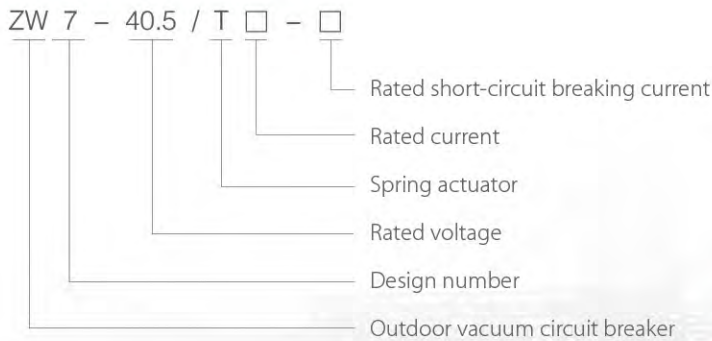 ZW 7 - 40.5 / T □ - □
Rated short-circuit breaking current
Rated current
Spring actuator
Rated voltage
Design number
Outdoor vacuum circuit breaker